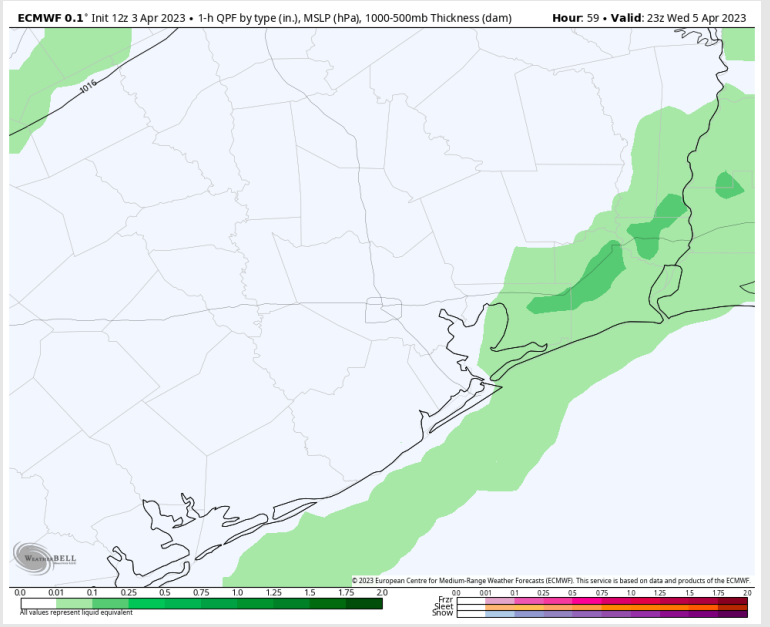 ECMWF 0.1° Init 12z 3 Apr 2023 • 1-h QPF by type (in.), MSLP (hPa), 1000-500mb Thickness (dam) Hour: 59 • Valid: 23z Wed 5 Apr 2023
1016
WEATHERBELL
© 2023 European Centre for Medium-Range Weather Forecasts (ECMWF). This service is based on data and products of the ECMWF.
0.0 0.01 0.1 0.25 0.5 0.75 1.0 1.25 1.5 1.75 2.0
All values represent liquid equivalent
0.0 0.01 0.1 0.25 0.5 0.75 1.0 1.25 1.5 1.75 2.0
Frzr
Sleet
Snow